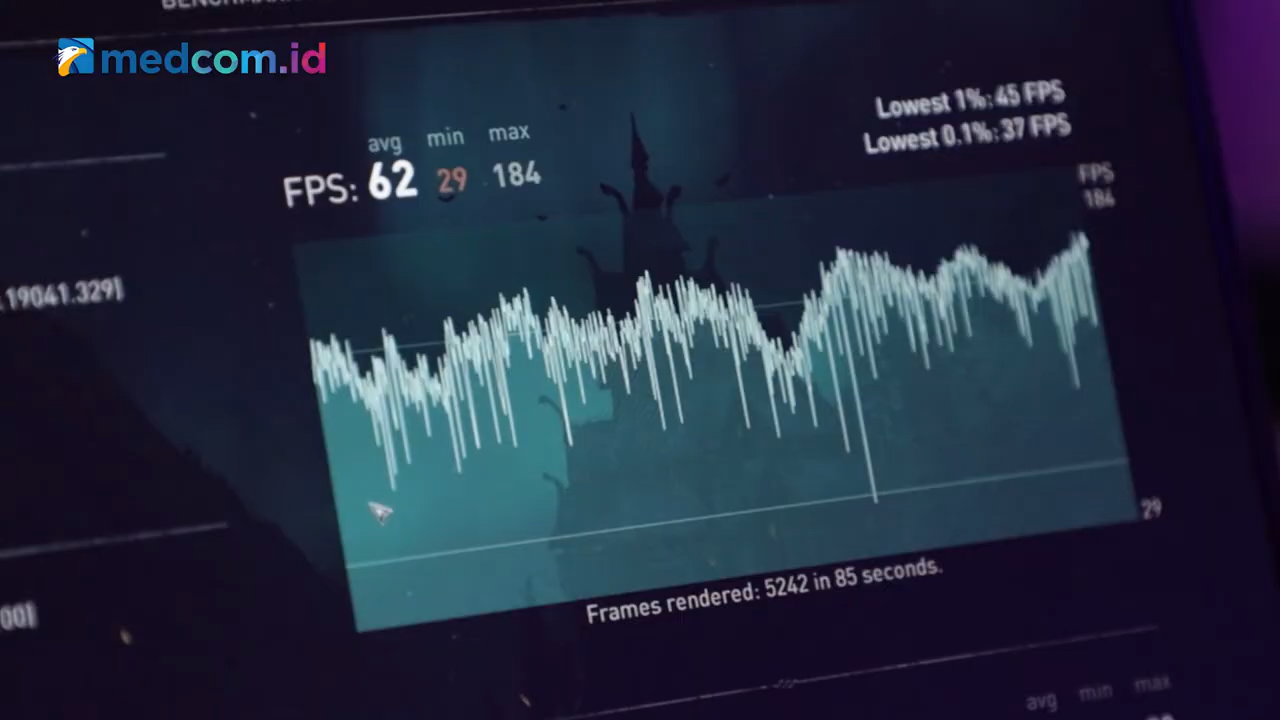 medcom.id
Lowest 1%: 45 FPS
Lowest 0.1%: 37 FPS
avg min max
FPS: 62 29 184
FPS
184
.19041.329)
29
Frames rendered: 5242 in 85 seconds.
00)
avg min max